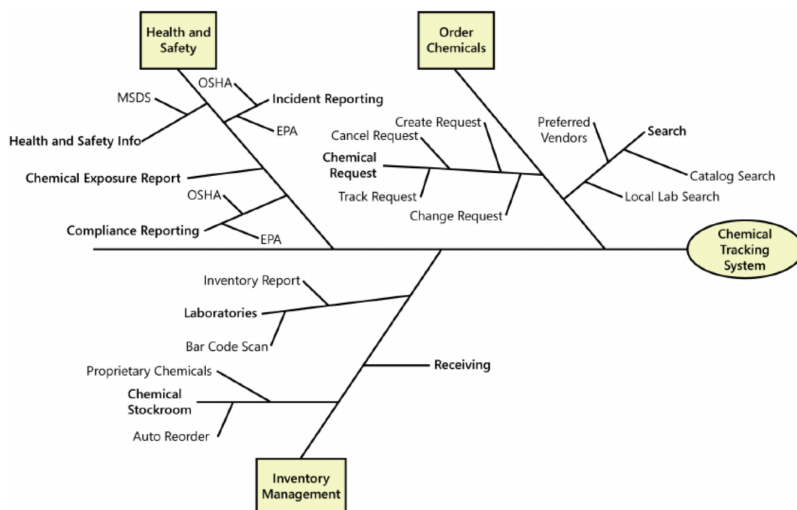 Health and
Safety
Order
Chemicals
OSHA
MSDS
Incident Reporting
EPA
Health and Safety Info
Chemical Exposure Report
OSHA
Compliance Reporting
EPA
Create Request
Cancel Request
Chemical
Request
Track Request
Change Request
Preferred
Vendors
Search
Catalog Search
Local Lab Search
Chemical
Tracking
System
Inventory Report
Laboratories
Bar Code Scan
Receiving
Proprietary Chemicals
Chemical
Stockroom
Auto Reorder
Inventory
Management